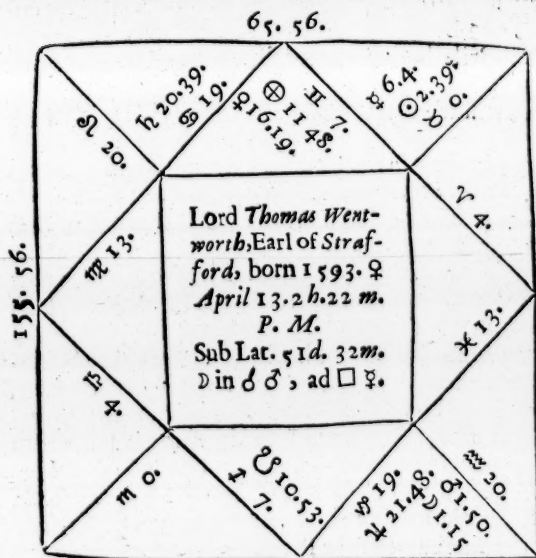 65. 56.
♄ 20.39.
♋ 19.
⊗ 11 48.
♀ 16.19.
♊ 7.
☿ 6.4.
☉ 2.39.
♉ 0.
♌ 20.
♈ 4.
♍ 13.
155. 56.
Lord Thomas Went-
worth, Earl of Straf-
ford, born 1593. ♀
April 13. 2 h. 22 m.
P. M.
Sub Lat. 51 d. 32 m.
☽ in ☌ ♂, ad □ ☿.
♓ 13.
♎ 4.
♏ 0.
☋ 10.53.
♐ 7.
♑ 19.
♃ 21.48.
♂ 1.50.
☽ 1.15
♒ 20.